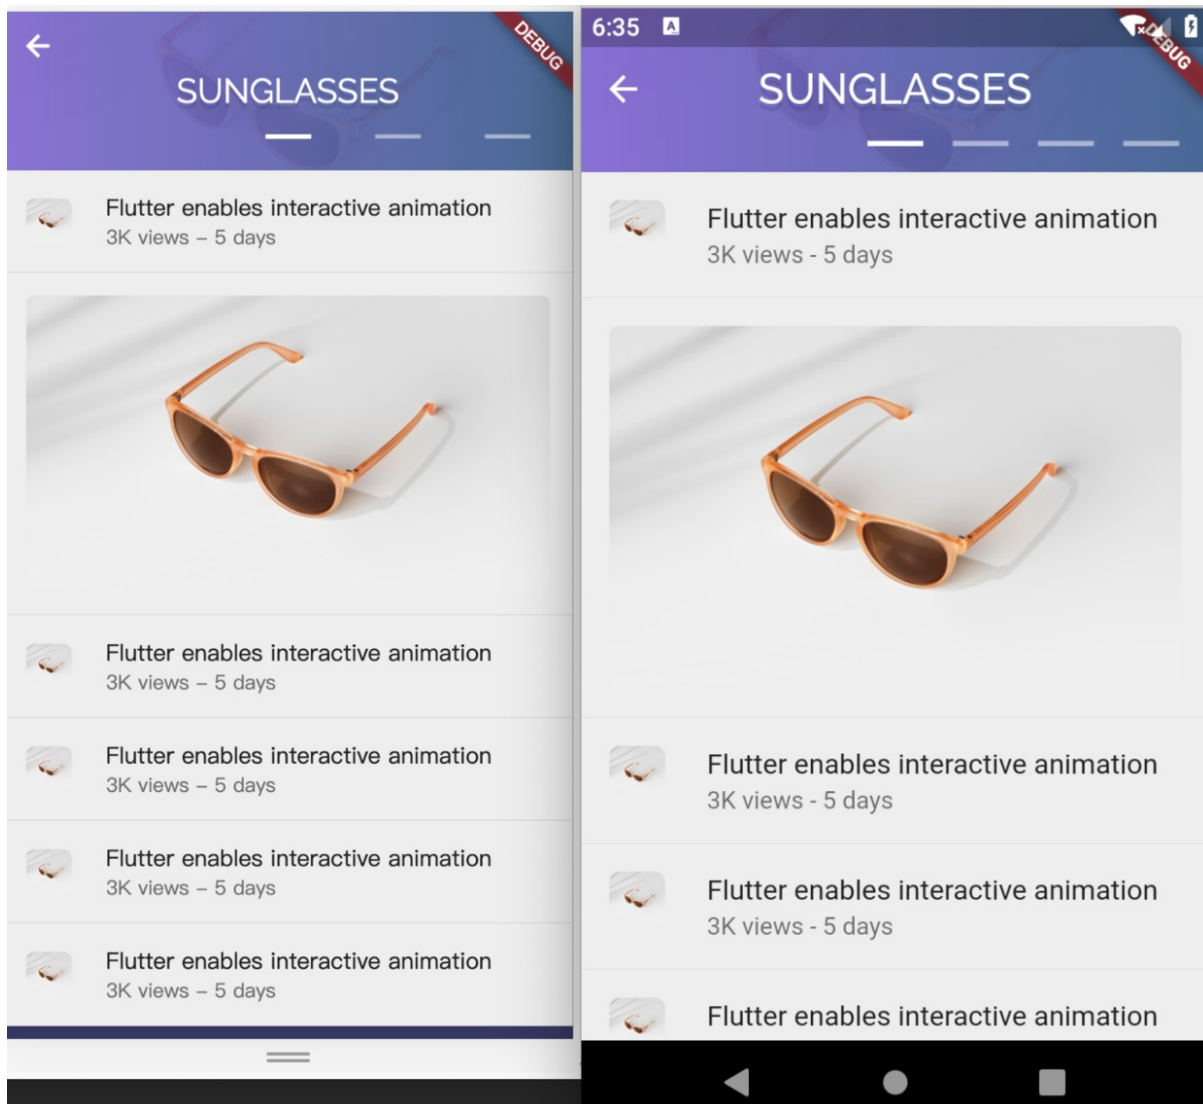 DEBUG
SUNGLASSES
Flutter enables interactive animation
3K views – 5 days
Flutter enables interactive animation
3K views – 5 days
Flutter enables interactive animation
3K views – 5 days
Flutter enables interactive animation
3K views – 5 days
Flutter enables interactive animation
3K views – 5 days
6:35
A
DEBUG
SUNGLASSES
Flutter enables interactive animation
3K views - 5 days
Flutter enables interactive animation
3K views - 5 days
Flutter enables interactive animation
3K views - 5 days
Flutter enables interactive animation